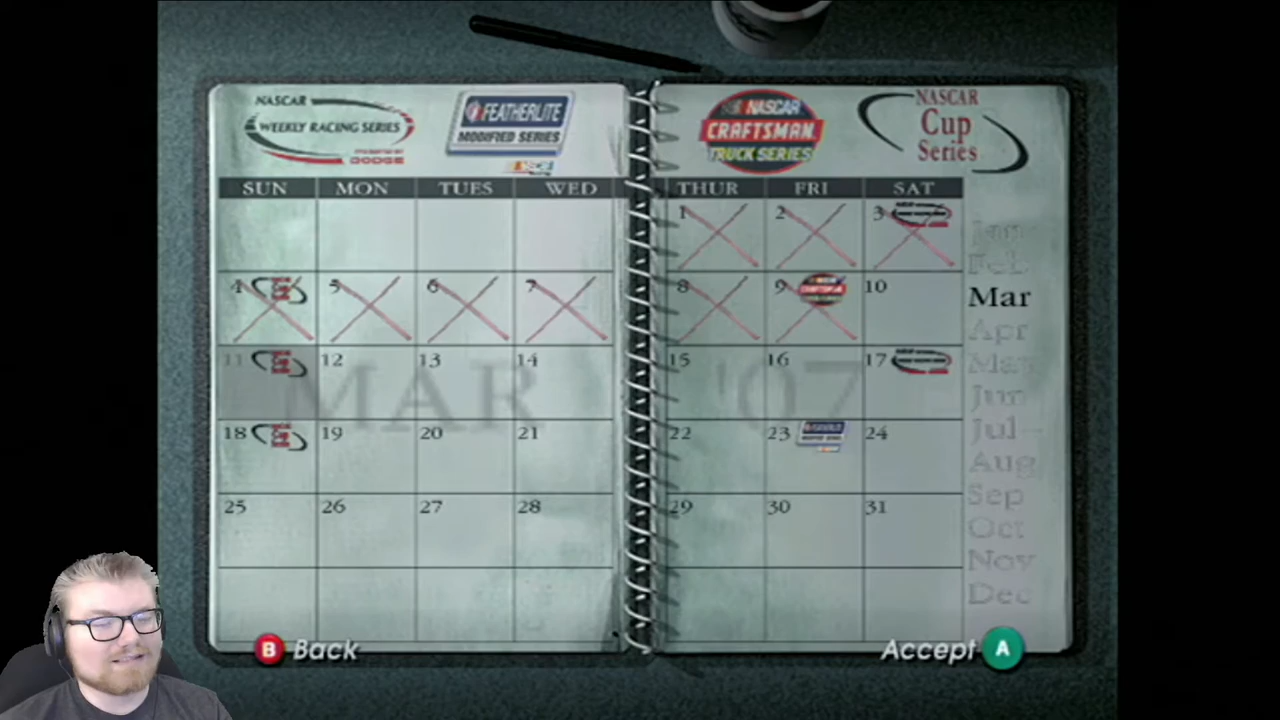 NASCAR
WEEKLY RACING SERIES
DODGE
FEATHERLITE
MODIFIED SERIES
NASCAR
NASCAR
CRAFTSMAN
TRUCK SERIES
NASCAR
Cup
Series
SUN MON TUES WED THUR FRI SAT
1 2 3
4 5 6 7 8 9 10
11 12 13 14 15 16 17
MAR '07
18 19 20 21 22 23 24
25 26 27 28 29 30 31
Jan
Feb
Mar
Apr
May
Jun
Jul
Aug
Sep
Oct
Nov
Dec
B Back
Accept A